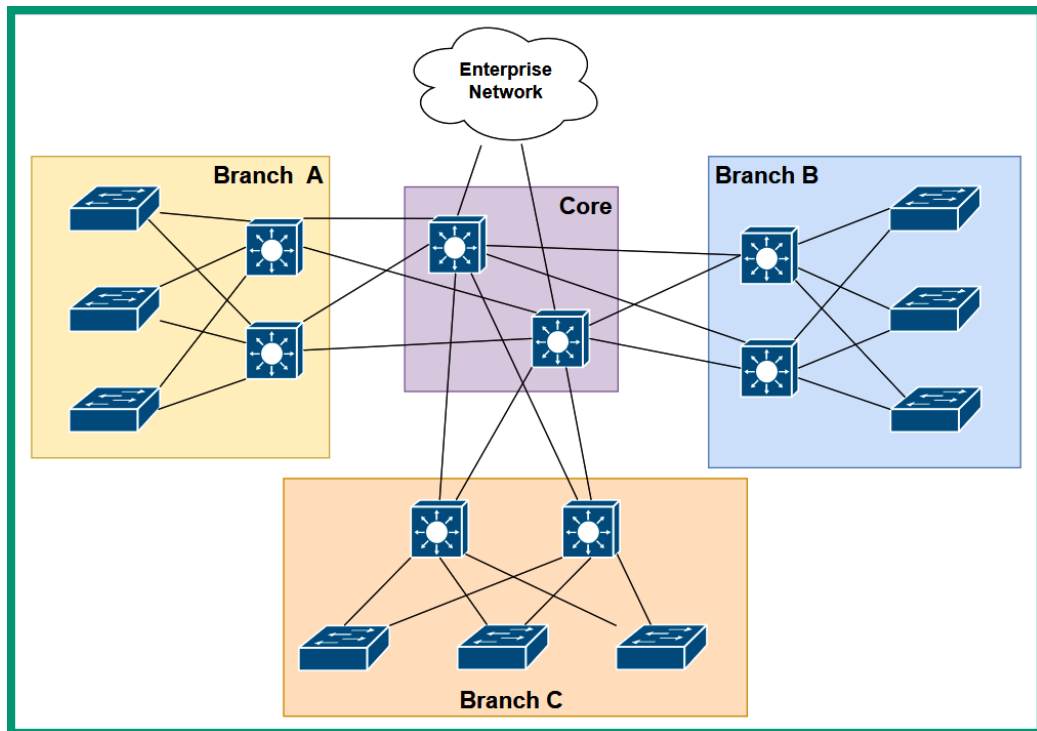 Enterprise
Network
Branch  A
Core
Branch B
Branch C